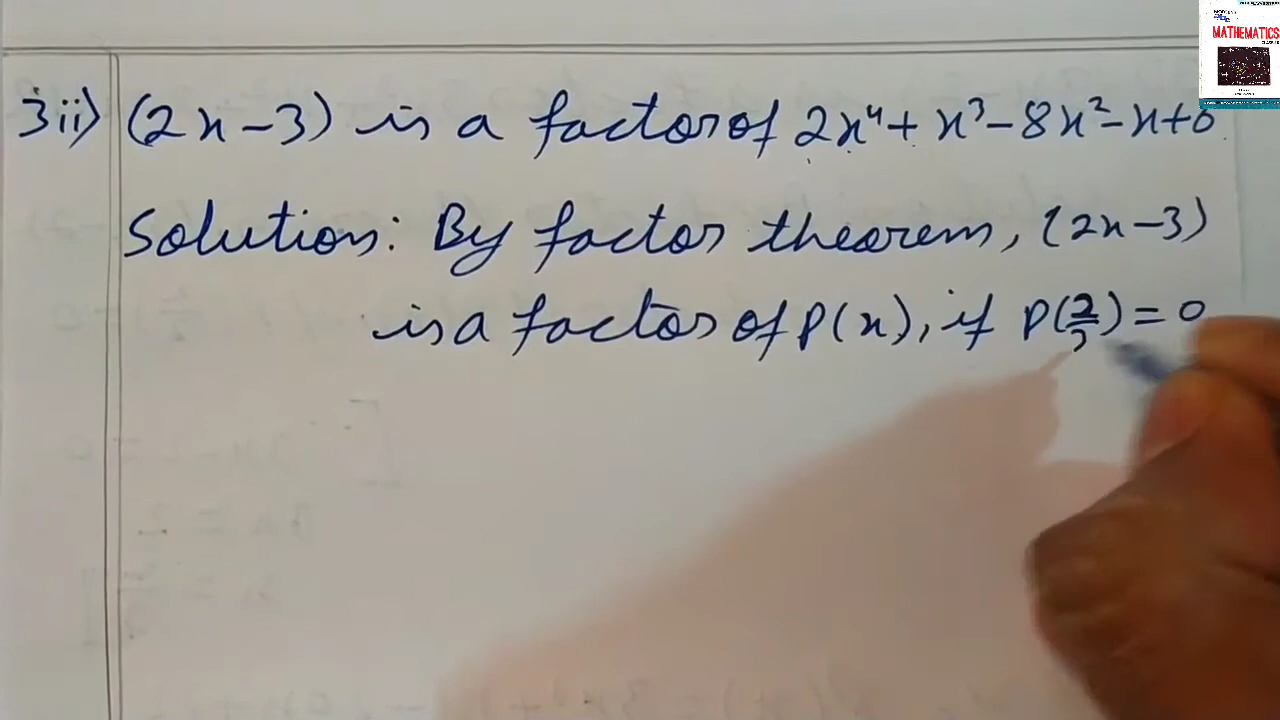 3ii) (2x-3) is a factor of 2x⁴+ x³-8x²-x+6
Solution: By factor theorem, (2x-3)
is a factor of P(x), if P(2/3) = 0
MATHEMATICS